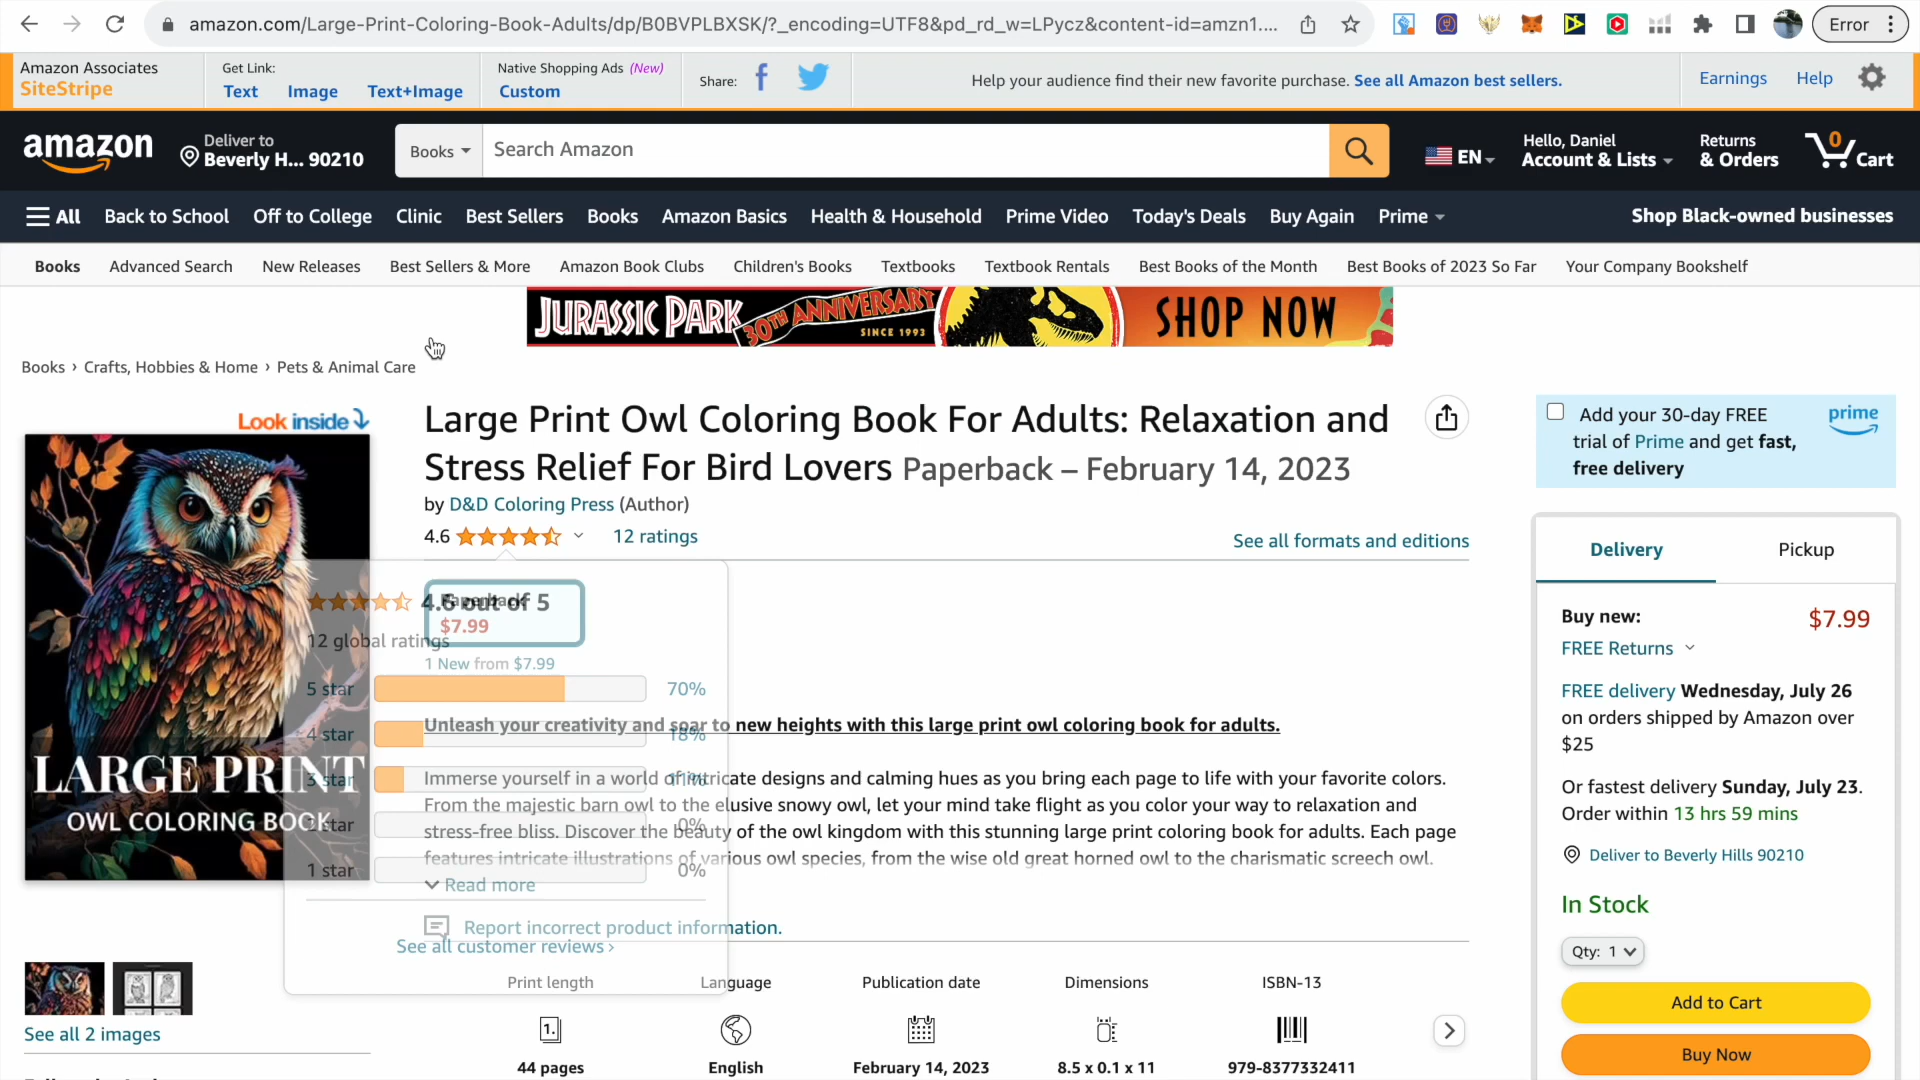 amazon.com/Large-Print-Coloring-Book-Adults/dp/B0BVPLBXSK/?_encoding=UTF8&pd_rd_w=LPycz&content-id=amzn1....
Error
Amazon Associates
SiteStripe
Get Link:
Text Image Text+Image
Native Shopping Ads (New)
Custom
Share:
Help your audience find their new favorite purchase. See all Amazon best sellers.
Earnings Help
amazon
Deliver to
Beverly H... 90210
Books
Search Amazon
EN
Hello, Daniel
Account & Lists
Returns
& Orders
0
Cart
All Back to School Off to College Clinic Best Sellers Books Amazon Basics Health & Household Prime Video Today's Deals Buy Again Prime
Shop Black-owned businesses
Books Advanced Search New Releases Best Sellers & More Amazon Book Clubs Children's Books Textbooks Textbook Rentals Best Books of the Month Best Books of 2023 So Far Your Company Bookshelf
JURASSIC PARK 30TH ANNIVERSARY SINCE 1993 SHOP NOW
Books › Crafts, Hobbies & Home › Pets & Animal Care
Look inside
LARGE PRINT
OWL COLORING BOOK
See all 2 images
Large Print Owl Coloring Book For Adults: Relaxation and
Stress Relief For Bird Lovers Paperback – February 14, 2023
by D&D Coloring Press (Author)
4.6 12 ratings
See all formats and editions
Paperback
$7.99
1 New from $7.99
4.6 out of 5
12 global ratings
5 star 70%
4 star 18%
3 star 11%
2 star 0%
1 star 0%
See all customer reviews ›
Unleash your creativity and soar to new heights with this large print owl coloring book for adults.
Immerse yourself in a world of intricate designs and calming hues as you bring each page to life with your favorite colors.
From the majestic barn owl to the elusive snowy owl, let your mind take flight as you color your way to relaxation and
stress-free bliss. Discover the beauty of the owl kingdom with this stunning large print coloring book for adults. Each page
features intricate illustrations of various owl species, from the wise old great horned owl to the charismatic screech owl.
Read more
Report incorrect product information.
Print length
44 pages
Language
English
Publication date
February 14, 2023
Dimensions
8.5 x 0.1 x 11
ISBN-13
979-8377332411
Add your 30-day FREE
trial of Prime and get fast,
free delivery
prime
Delivery Pickup
Buy new: $7.99
FREE Returns
FREE delivery Wednesday, July 26
on orders shipped by Amazon over
$25
Or fastest delivery Sunday, July 23.
Order within 13 hrs 59 mins
Deliver to Beverly Hills 90210
In Stock
Qty: 1
Add to Cart
Buy Now